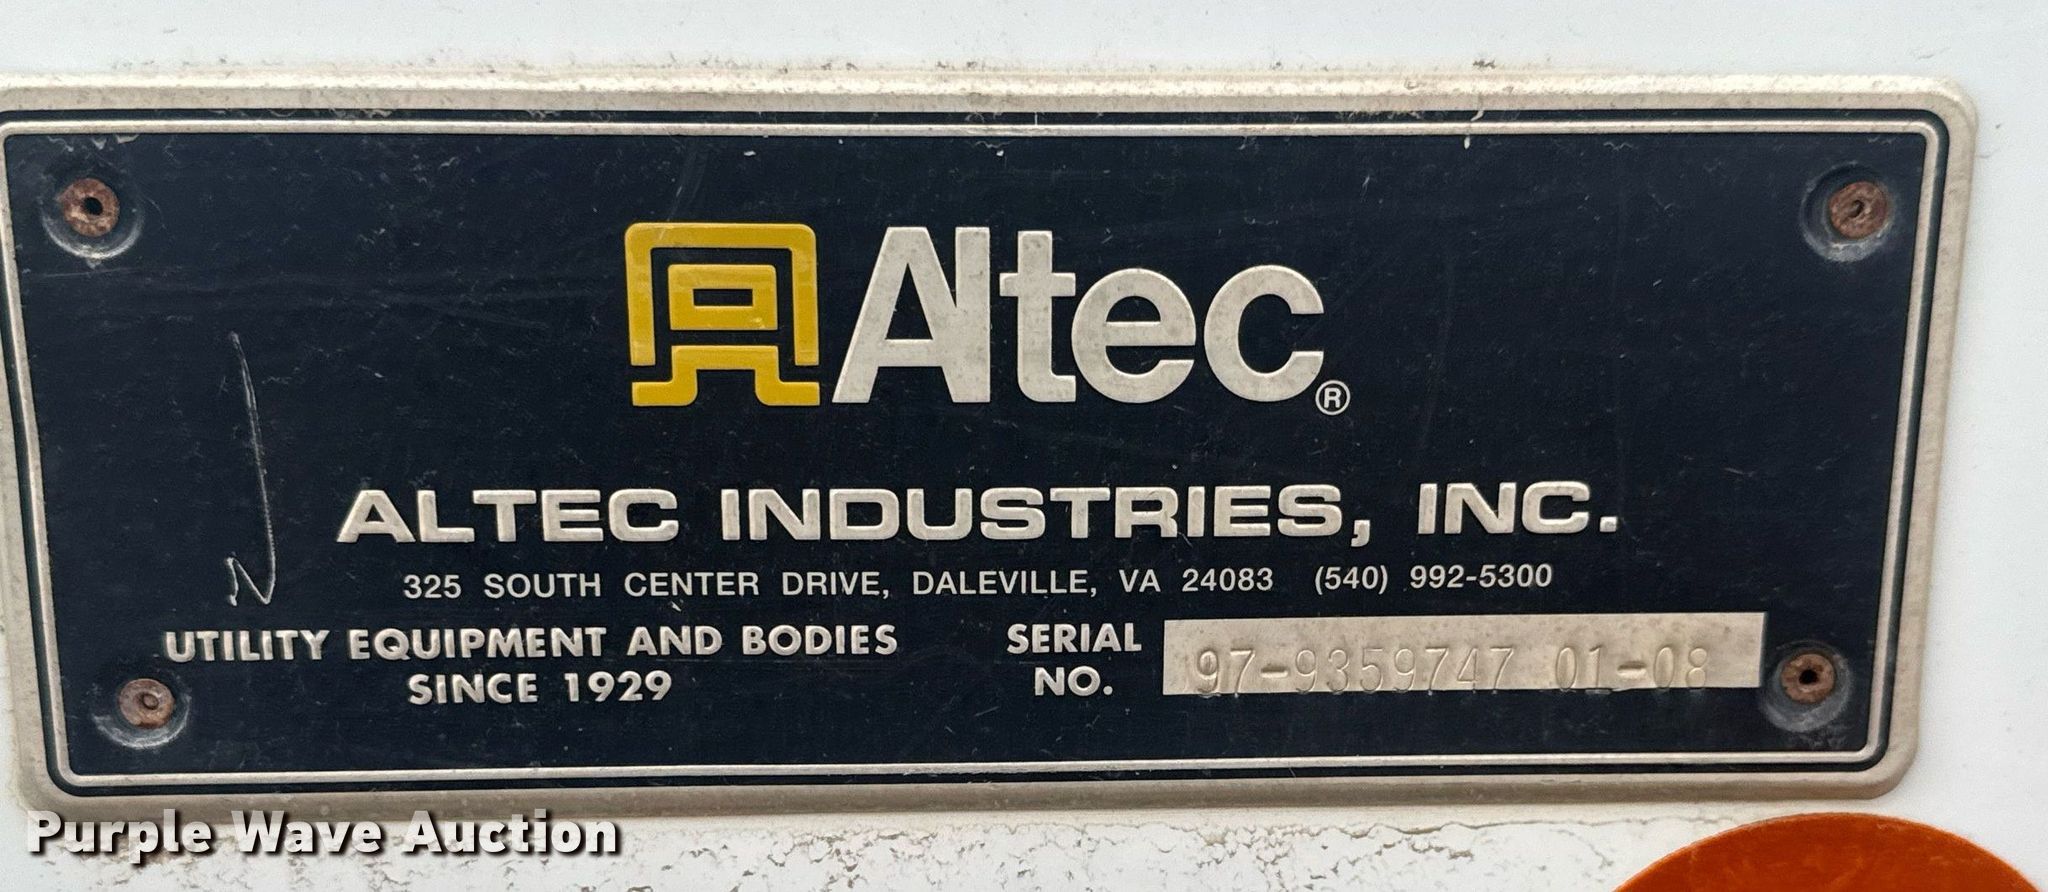 Altec®
ALTEC INDUSTRIES, INC.
325 SOUTH CENTER DRIVE, DALEVILLE, VA 24083 (540) 992-5300
UTILITY EQUIPMENT AND BODIES
SINCE 1929
SERIAL
NO.
97-9359747 01-08
Purple Wave Auction